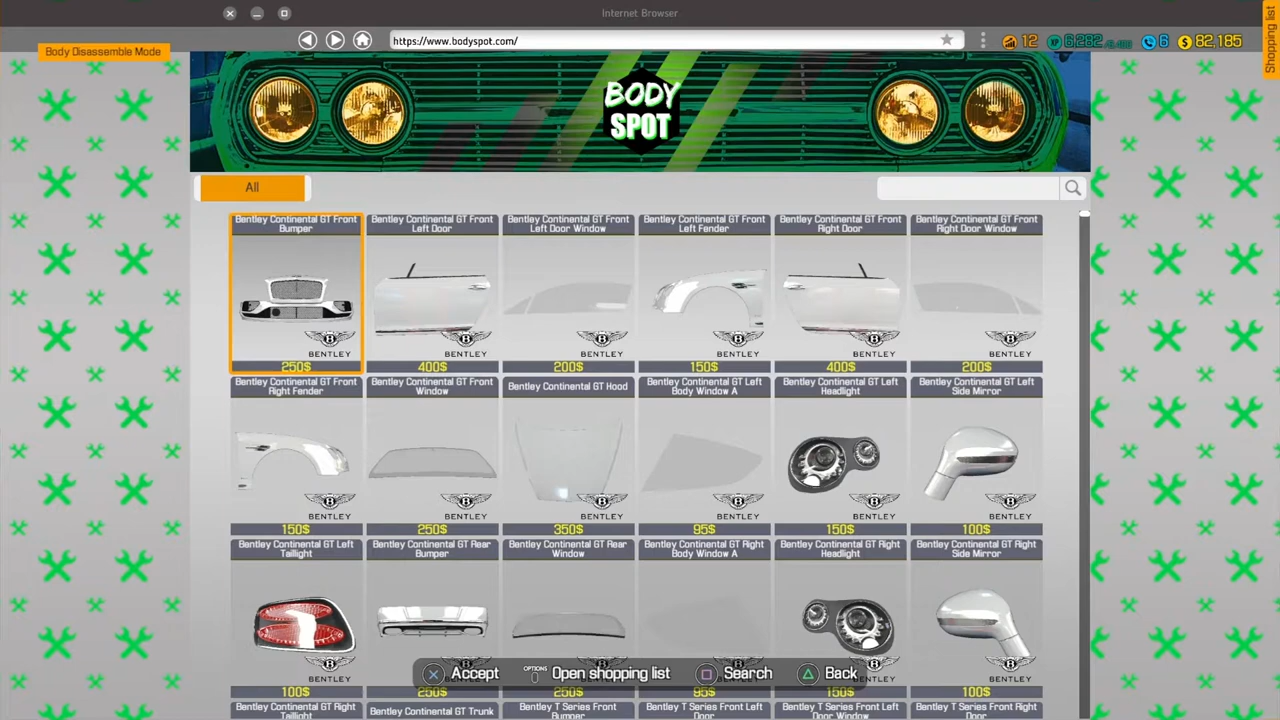 Internet Browser
https://www.bodyspot.com/
Body Disassemble Mode
12
6 282
6
$ 82,185
Shopping list
BODY
SPOT
All
Bentley Continental GT Front
Bumper
Bentley Continental GT Front
Left Door
Bentley Continental GT Front
Left Door Window
Bentley Continental GT Front
Left Fender
Bentley Continental GT Front
Right Door
Bentley Continental GT Front
Right Door Window
BENTLEY
BENTLEY
BENTLEY
BENTLEY
BENTLEY
BENTLEY
250$
400$
200$
150$
400$
200$
Bentley Continental GT Front
Right Fender
Bentley Continental GT Front
Window
Bentley Continental GT Hood
Bentley Continental GT Left
Body Window A
Bentley Continental GT Left
Headlight
Bentley Continental GT Left
Side Mirror
BENTLEY
BENTLEY
BENTLEY
BENTLEY
BENTLEY
BENTLEY
150$
250$
350$
95$
150$
100$
Bentley Continental GT Left
Taillight
Bentley Continental GT Rear
Bumper
Bentley Continental GT Rear
Window
Bentley Continental GT Right
Body Window A
Bentley Continental GT Right
Headlight
Bentley Continental GT Right
Side Mirror
BENTLEY
BENTLEY
Accept
OPTIONS
Open shopping list
Search
Back
100$
250$
250$
95$
150$
100$
Bentley Continental GT Right
Taillight
Bentley Continental GT Trunk
Bentley T Series Front
Bumper
Bentley T Series Front Left
Door
Bentley T Series Front Left
Door Window
Bentley T Series Front Right
Door